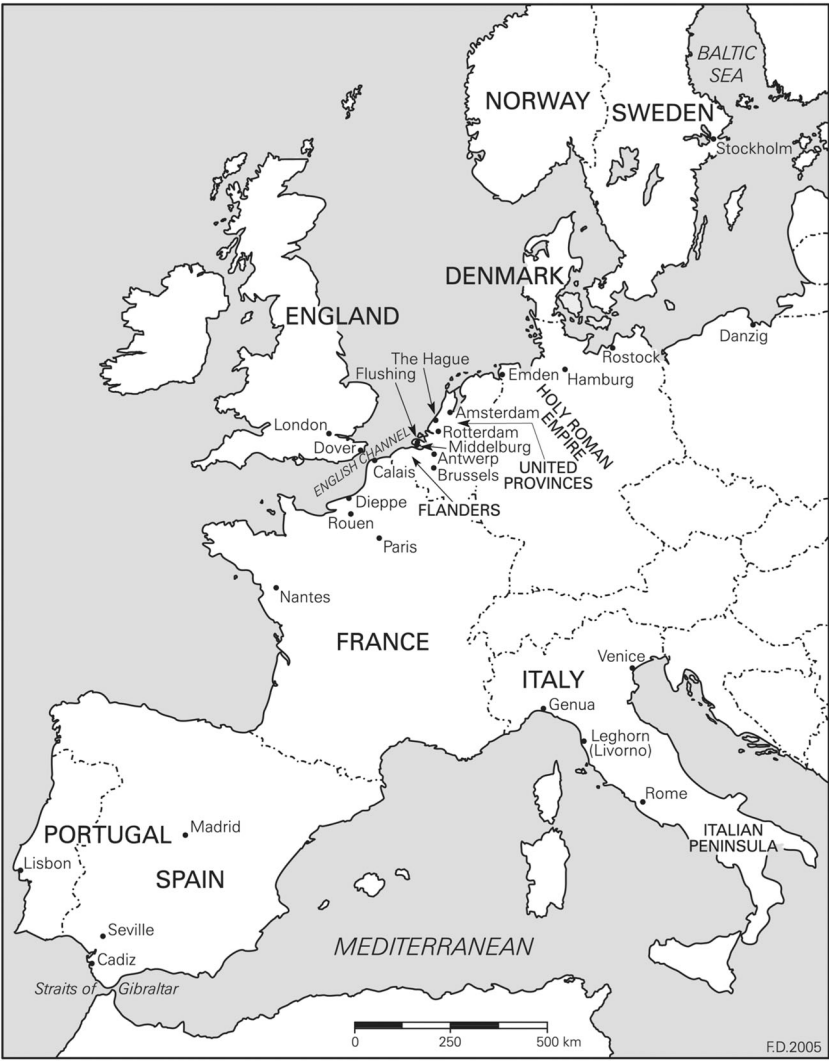 BALTIC
SEA
NORWAY
SWEDEN
Stockholm
DENMARK
ENGLAND
Danzig
The Hague
Rostock
Flushing
Emden
Hamburg
HOLY ROMAN
EMPIRE
Amsterdam
London
Rotterdam
Dover
Middelburg
ENGLISH CHANNEL
Antwerp
UNITED
PROVINCES
Calais
Brussels
Dieppe
FLANDERS
Rouen
Paris
Nantes
FRANCE
Venice
ITALY
Genua
Leghorn
(Livorno)
Rome
PORTUGAL
Madrid
ITALIAN
PENINSULA
Lisbon
SPAIN
Seville
MEDITERRANEAN
Cadiz
Straits of Gibraltar
0 250 500 km
F.D.2005